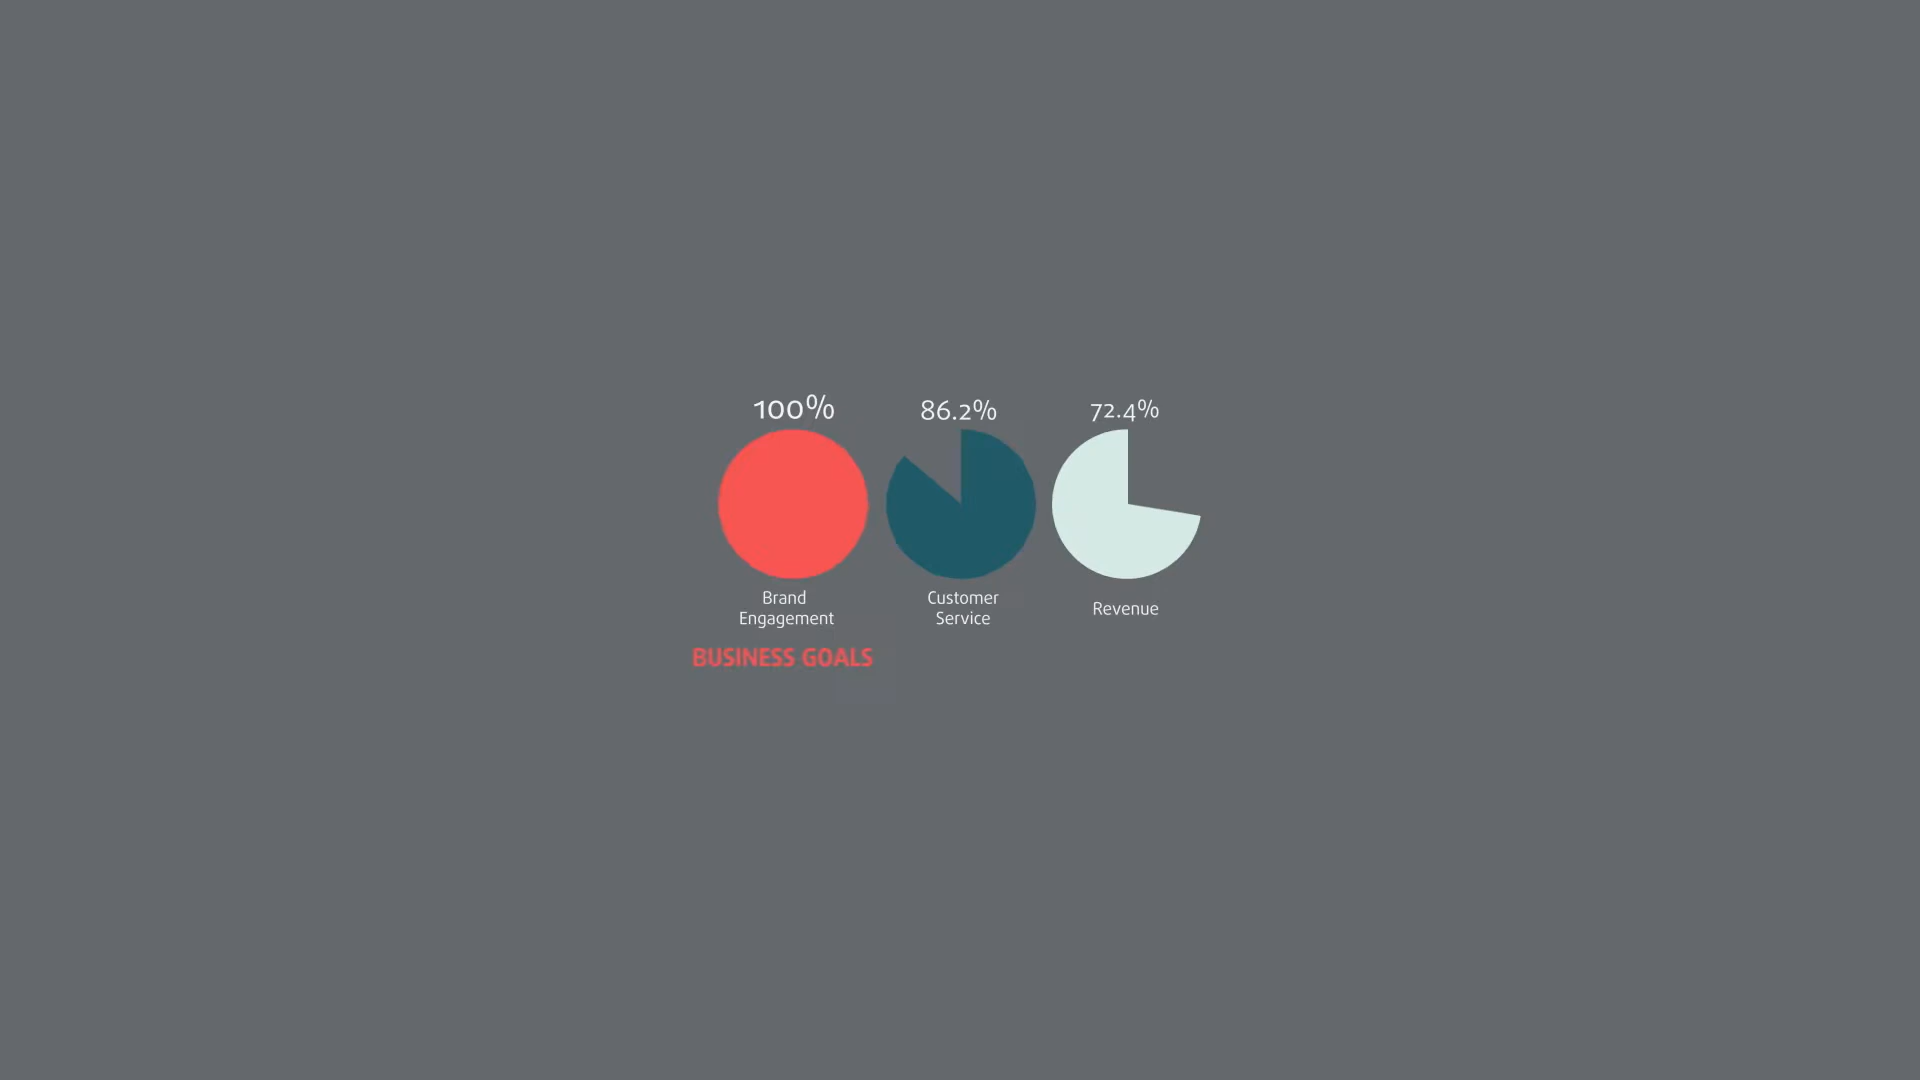 100%
86.2%
72.4%
Brand
Engagement
Customer
Service
Revenue
BUSINESS GOALS